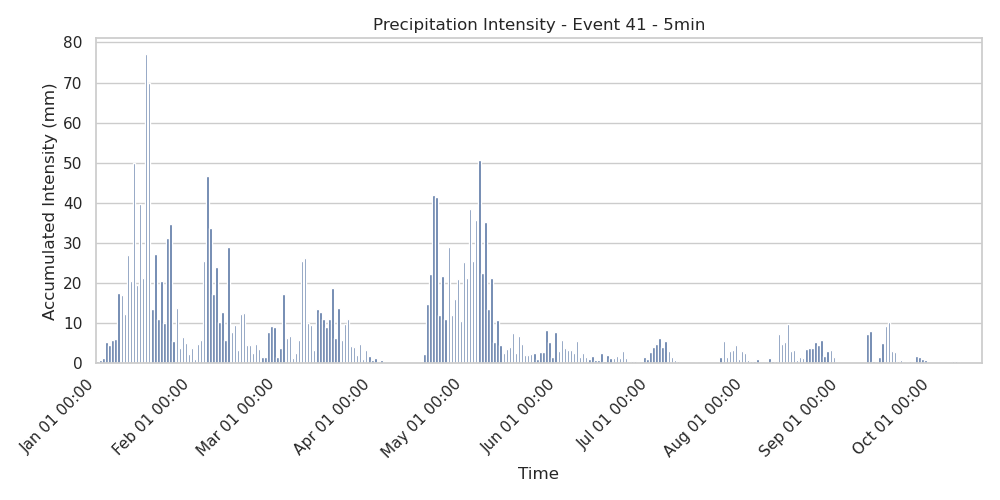 Precipitation Intensity - Event 41 - 5min
Accumulated Intensity (mm)
80
70
60
50
40
30
20
10
0
Jan 01 00:00
Feb 01 00:00
Mar 01 00:00
Apr 01 00:00
May 01 00:00
Jun 01 00:00
Jul 01 00:00
Aug 01 00:00
Sep 01 00:00
Oct 01 00:00
Time